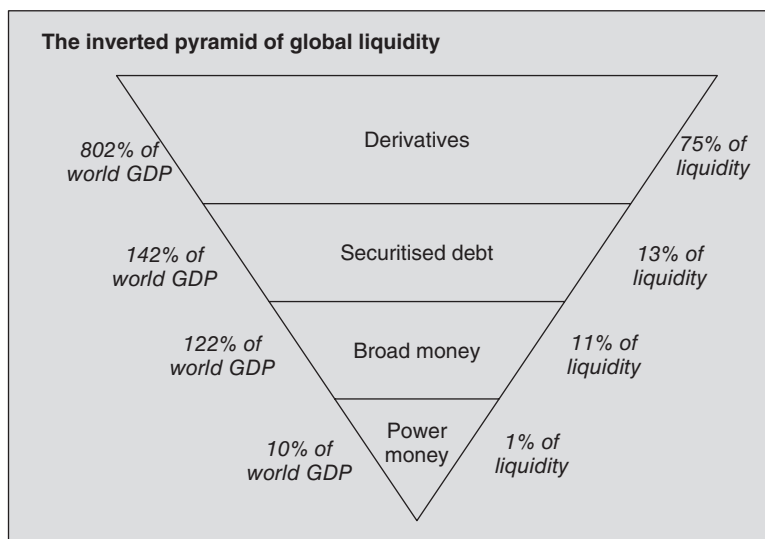 The inverted pyramid of global liquidity
Derivatives
802% of
world GDP
75% of
liquidity
Securitised debt
142% of
world GDP
13% of
liquidity
Broad money
122% of
world GDP
11% of
liquidity
Power
money
10% of
world GDP
1% of
liquidity